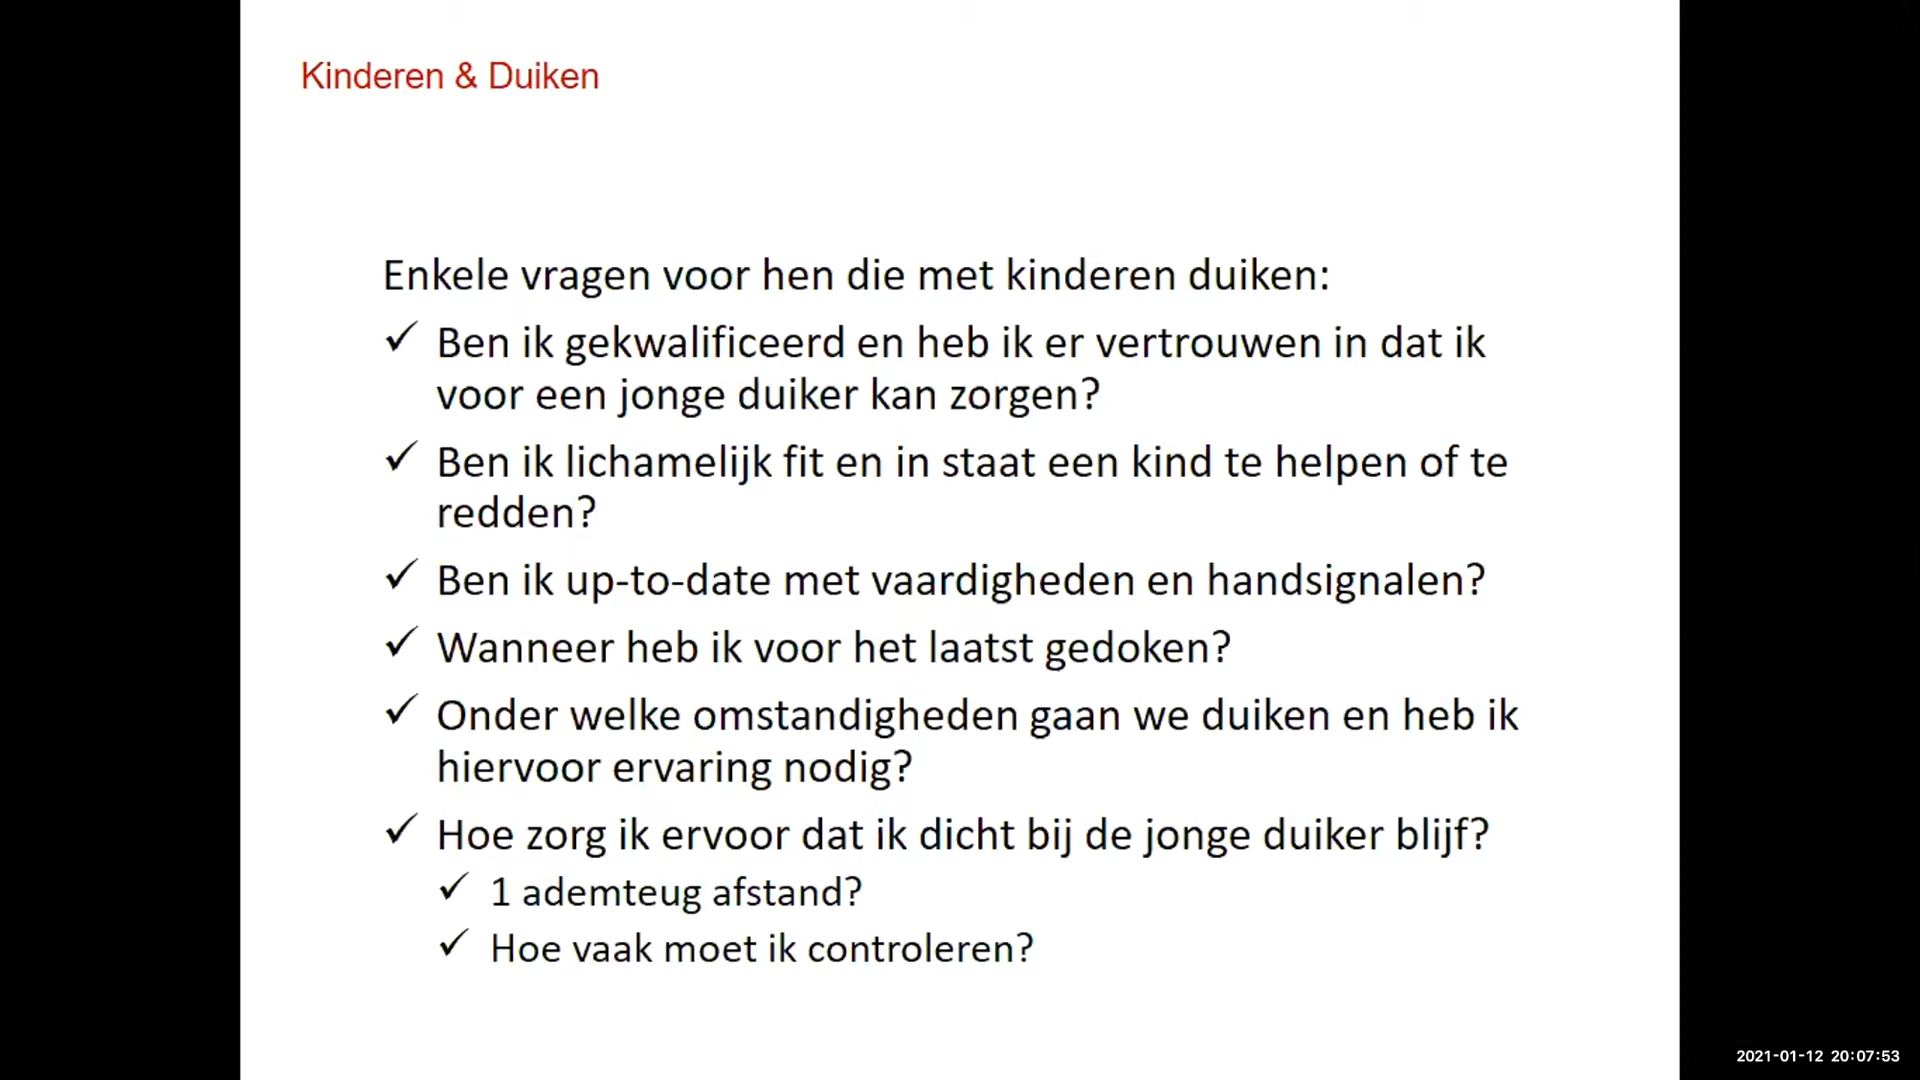 Kinderen & Duiken
Enkele vragen voor hen die met kinderen duiken:
✓ Ben ik gekwalificeerd en heb ik er vertrouwen in dat ik
voor een jonge duiker kan zorgen?
✓ Ben ik lichamelijk fit en in staat een kind te helpen of te
redden?
✓ Ben ik up-to-date met vaardigheden en handsignalen?
✓ Wanneer heb ik voor het laatst gedoken?
✓ Onder welke omstandigheden gaan we duiken en heb ik
hiervoor ervaring nodig?
✓ Hoe zorg ik ervoor dat ik dicht bij de jonge duiker blijf?
✓ 1 ademteug afstand?
✓ Hoe vaak moet ik controleren?
2021-01-12 20:07:53